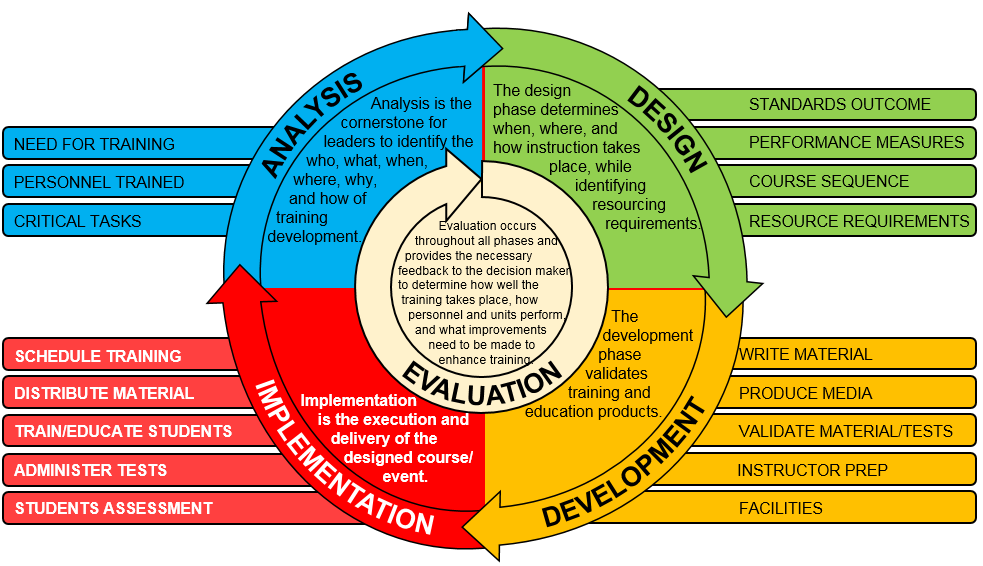 ANALYSIS
Analysis is the
cornerstone for
leaders to identify the
who, what, when,
where, why,
and how of
training
development.
NEED FOR TRAINING
PERSONNEL TRAINED
CRITICAL TASKS
DESIGN
The design
phase determines
when, where, and
how instruction takes
place, while
identifying
resourcing
requirements.
STANDARDS OUTCOME
PERFORMANCE MEASURES
COURSE SEQUENCE
RESOURCE REQUIREMENTS
Evaluation occurs
throughout all phases and
provides the necessary
feedback to the decision maker
to determine how well the
training takes place, how
personnel and units perform,
and what improvements
need to be made to
enhance training.
EVALUATION
DEVELOPMENT
The
development
phase
validates
training and
education products.
WRITE MATERIAL
PRODUCE MEDIA
VALIDATE MATERIAL/TESTS
INSTRUCTOR PREP
FACILITIES
IMPLEMENTATION
Implementation
is the execution and
delivery of the
designed course/
event.
SCHEDULE TRAINING
DISTRIBUTE MATERIAL
TRAIN/EDUCATE STUDENTS
ADMINISTER TESTS
STUDENTS ASSESSMENT